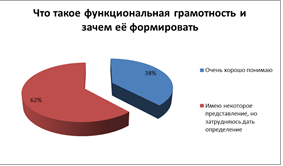 Что такое функциональная грамотность и
зачем её формировать
38%
62%
Очень хорошо понимаю
Имею некоторое
представление, но
затрудняюсь дать
определение